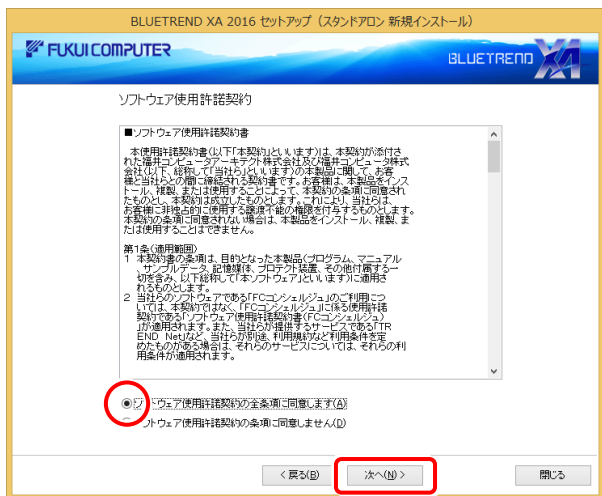 BLUETREND XA 2016 セットアップ（スタンドアロン 新規インストール）
FUKUI COMPUTER
BLUETREND XA
ソフトウェア使用許諾契約
■ソフトウェア使用許諾契約書
本使用許諾契約書（以下「本契約」といいます）は、本契約が添付さ
れた福井コンピュータアーキテクト株式会社及び福井コンピュータ株式
会社（以下、総称して「当社ら」といいます）の本製品に関して、お客
様と当社らとの間に締結される契約書です。お客様は、本製品をインス
トール、複製、または使用することによって、本契約の条項に同意され
たものとし、本契約は成立したものとします。これにより、当社らは、
お客様に非独占的に使用する譲渡不能の権限を付与するものとします。
本契約の条項に同意されない場合は、本製品をインストール、複製、ま
たは使用することはできません。
第1条（適用範囲）
1 本契約書の条項は、目的となった本製品（プログラム、マニュアル
、サンプルデータ、記憶媒体、プロテクト装置、その他付属する一
切を含み、以下総称して「本ソフトウェア」といいます）に適用さ
れるものとします。
2 当社らのソフトウェアである「FCコンシェルジュ」のご利用につ
いては、本契約ではなく、「FCコンシェルジュ」に係る使用許諾
契約である「ソフトウェア使用許諾契約書（FCコンシェルジュ）
」が適用されます。また、当社らが提供するサービスである「TR
END Net」など、当社らが別途、利用規約など利用条件を定
めたものがある場合は、それらのサービスについては、それらの利
用条件が適用されます。
ソフトウェア使用許諾契約の全条項に同意します(A)
フトウェア使用許諾契約の条項に同意しません(D)
< 戻る(B)
次へ(N) >
閉じる